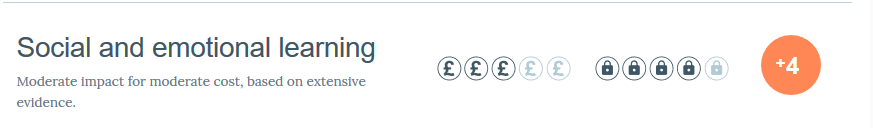 Social and emotional learning
Moderate impact for moderate cost, based on extensive
evidence.
£ £ £ £ £
+4